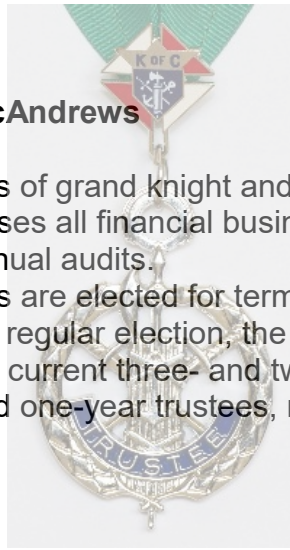 K OF C
cAndrews
s of grand knight and
ses all financial busin
nual audits.
s are elected for term
regular election, the
current three- and tw
d one-year trustees, r
TRUSTEE